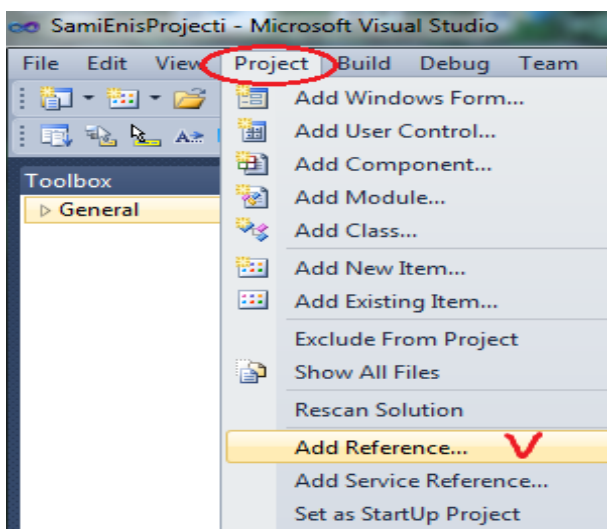 SamiEnisProjecti - Microsoft Visual Studio
File Edit View Project Build Debug Team
Add Windows Form...
Add User Control...
A
Add Component...
Toolbox
Add Module...
General
Add Class...
Add New Item...
Add Existing Item...
Exclude From Project
Show All Files
Rescan Solution
Add Reference...
Add Service Reference...
Set as StartUp Project